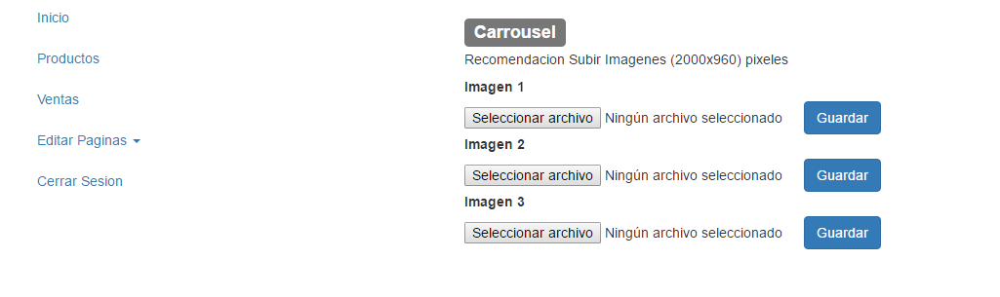 Inicio
Productos
Ventas
Editar Paginas
Cerrar Sesion
Carrousel
Recomendacion Subir Imagenes (2000x960) pixeles
Imagen 1
Seleccionar archivo Ningún archivo seleccionado Guardar
Imagen 2
Seleccionar archivo Ningún archivo seleccionado Guardar
Imagen 3
Seleccionar archivo Ningún archivo seleccionado Guardar